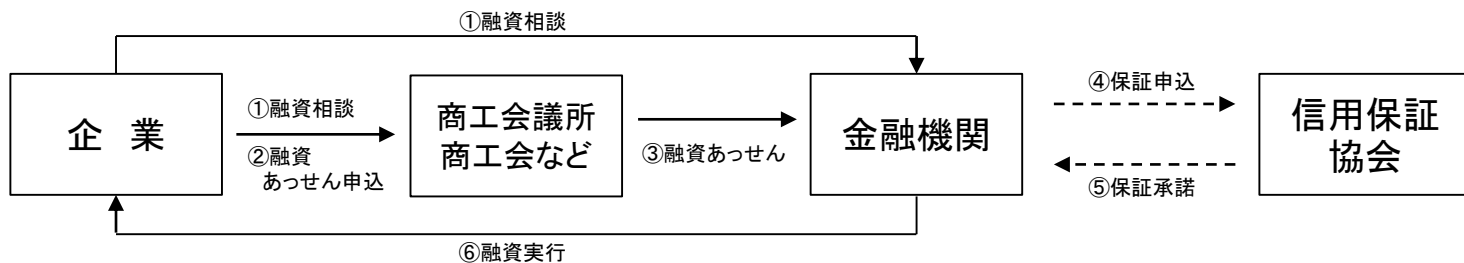 ①融資相談
企　業
①融資相談
②融資
あっせん申込
商工会議所
商工会など
③融資あっせん
金融機関
④保証申込
⑤保証承諾
信用保証
協会
⑥融資実行